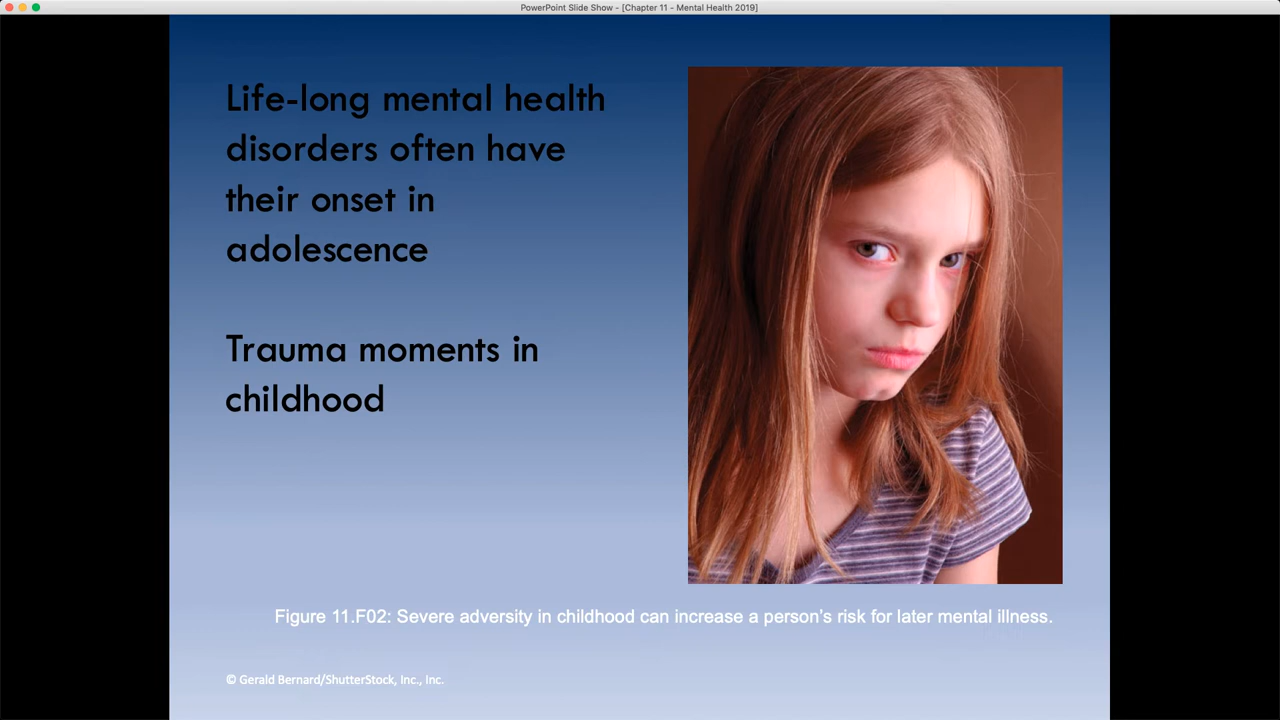 PowerPoint Slide Show - [Chapter 11 - Mental Health 2019]
Life-long mental health
disorders often have
their onset in
adolescence
Trauma moments in
childhood
Figure 11.F02: Severe adversity in childhood can increase a person's risk for later mental illness.
© Gerald Bernard/ShutterStock, Inc., Inc.